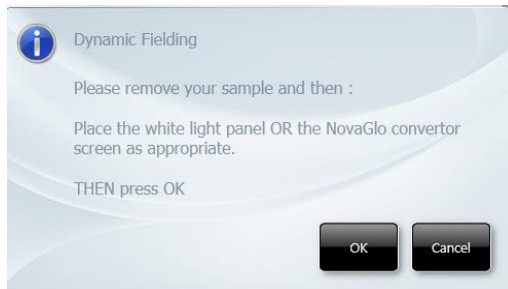 Dynamic Fielding
Please remove your sample and then :
Place the white light panel OR the NovaGlo convertor
screen as appropriate.
THEN press OK
OK
Cancel